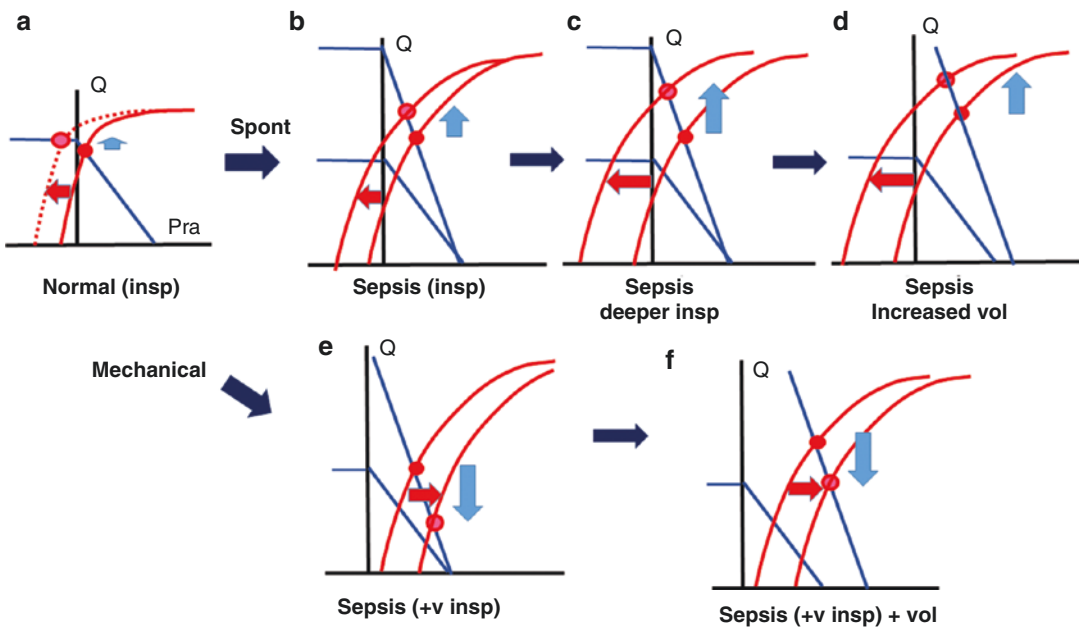 a
Q
Pra
Normal (insp)
Spont
b
Q
Sepsis (insp)
c
Q
Sepsis
deeper insp
d
Q
Sepsis
Increased vol
Mechanical
e
Q
Sepsis (+v insp)
f
Q
Sepsis (+v insp) + vol